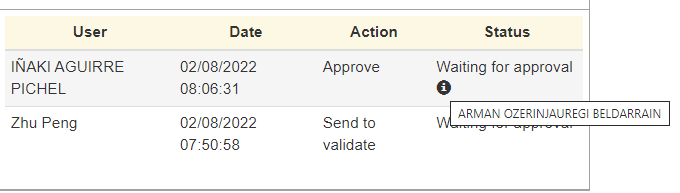 User Date Action Status
IÑAKI AGUIRRE 02/08/2022 Approve Waiting for approval
PICHEL 08:06:31
ARMAN OZERINJAUREGI BELDARRAIN
Zhu Peng 02/08/2022 Send to Waiting for approval
07:50:58 validate